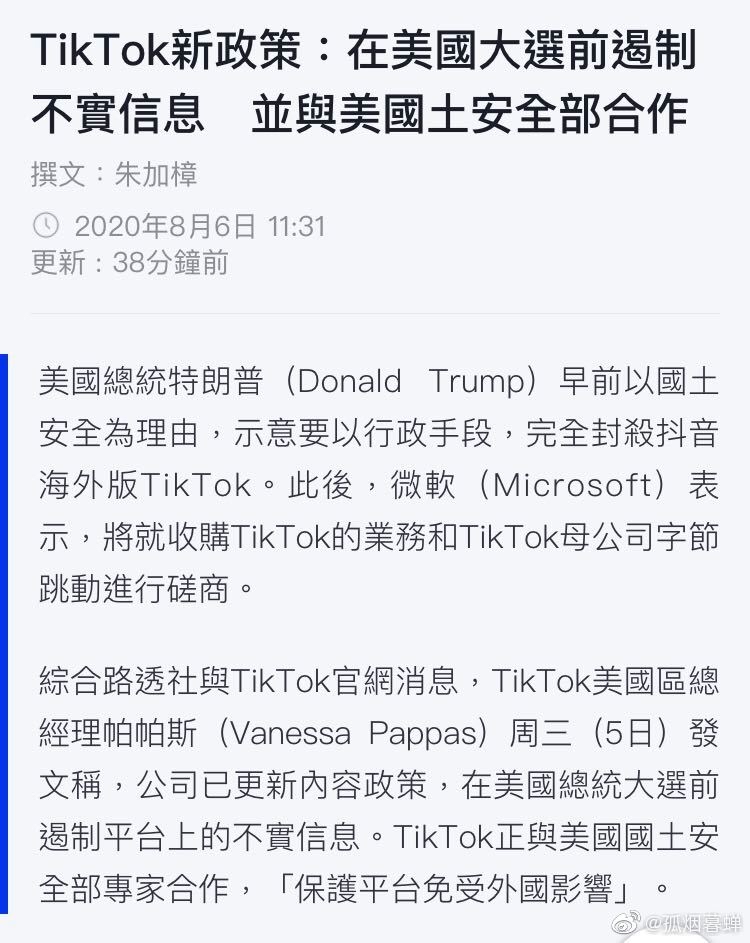 TikTok新政策：在美國大選前遏制
不實信息　並與美國土安全部合作
撰文：朱加樟
2020年8月6日 11:31
更新：38分鐘前
美國總統特朗普（Donald Trump）早前以國土
安全為理由，示意要以行政手段，完全封殺抖音
海外版TikTok。此後，微軟（Microsoft）表
示，將就收購TikTok的業務和TikTok母公司字節
跳動進行磋商。
綜合路透社與TikTok官網消息，TikTok美國區總
經理帕帕斯（Vanessa Pappas）周三（5日）發
文稱，公司已更新內容政策，在美國總統大選前
遏制平台上的不實信息。TikTok正與美國國土安
全部專家合作，「保護平台免受外國影響」。
@孤烟暮蝉